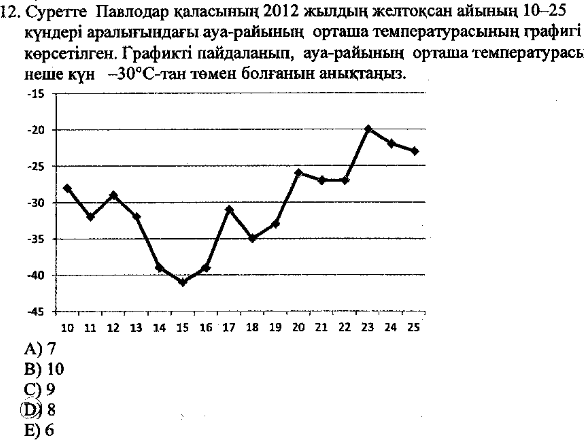 12. Суретте Павлодар қаласының 2012 жылдың желтоқсан айының 10–25
күндері аралығындағы ауа-райының орташа температурасының графигі
көрсетілген. Графикті пайдаланып, ауа-райының орташа температурасы
неше күн –30°С-тан төмен болғанын анықтаңыз.
-15
-20
-25
-30
-35
-40
-45
10 11 12 13 14 15 16 17 18 19 20 21 22 23 24 25
A) 7
B) 10
C) 9
D) 8
E) 6